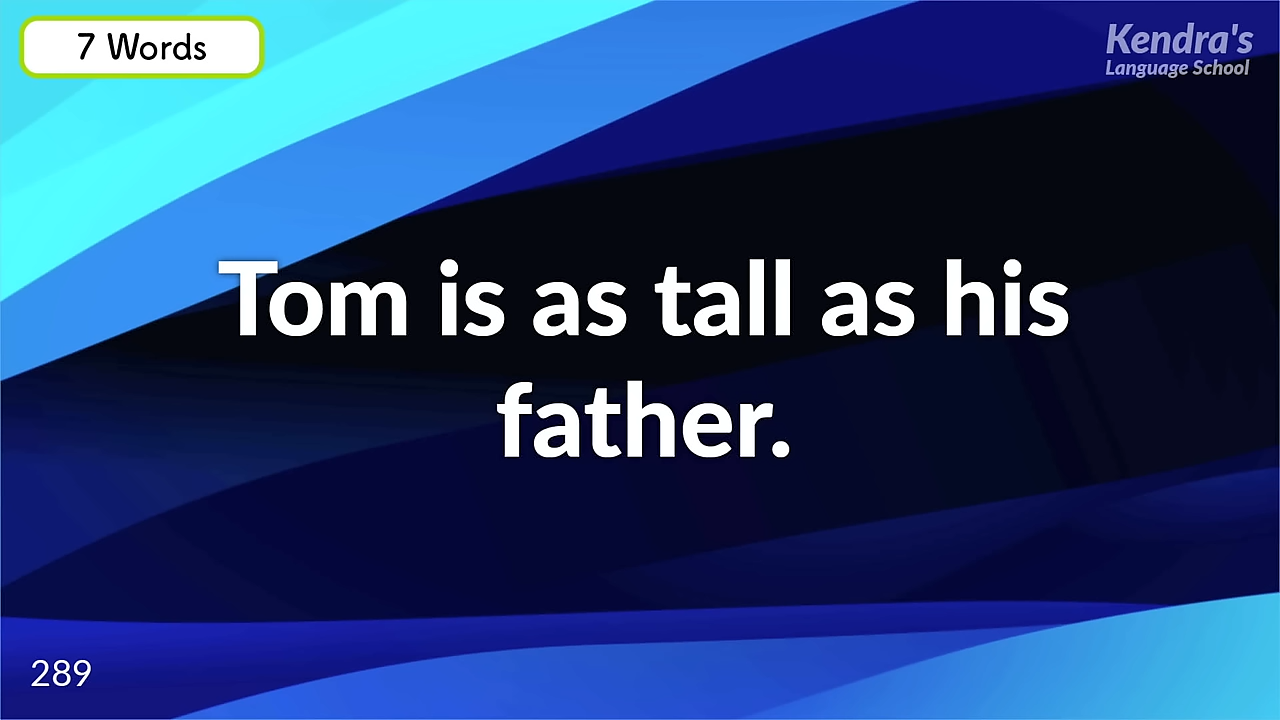 7 Words
Kendra's
Language School
Tom is as tall as his
father.
289